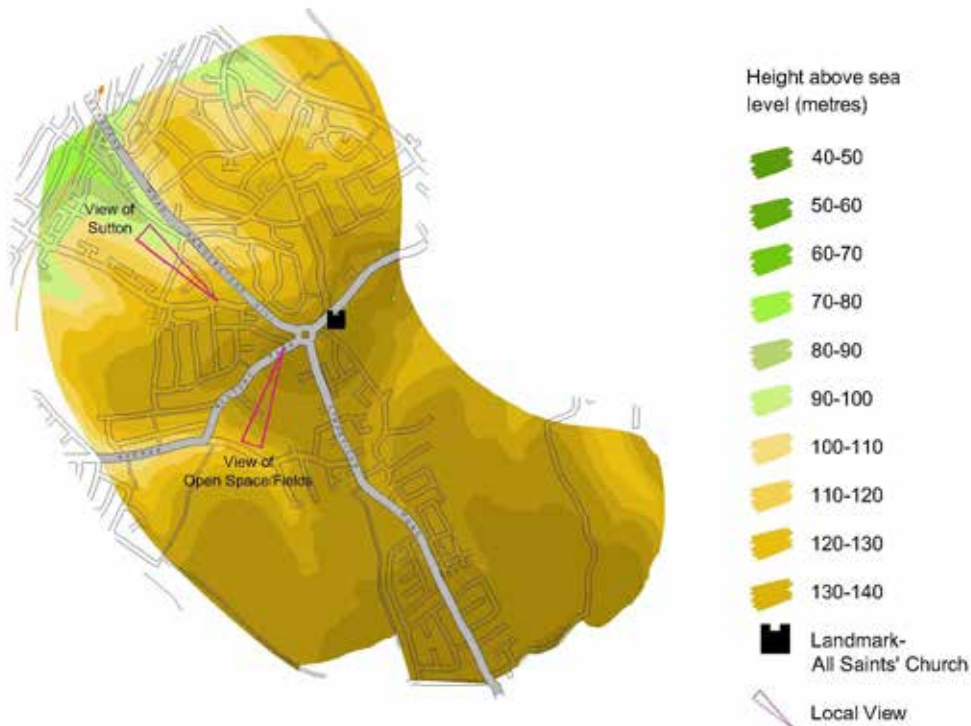 View of
Sutton
View of
Open Space/Fields
Height above sea
level (metres)
40-50
50-60
60-70
70-80
80-90
90-100
100-110
110-120
120-130
130-140
Landmark-
All Saints' Church
Local View